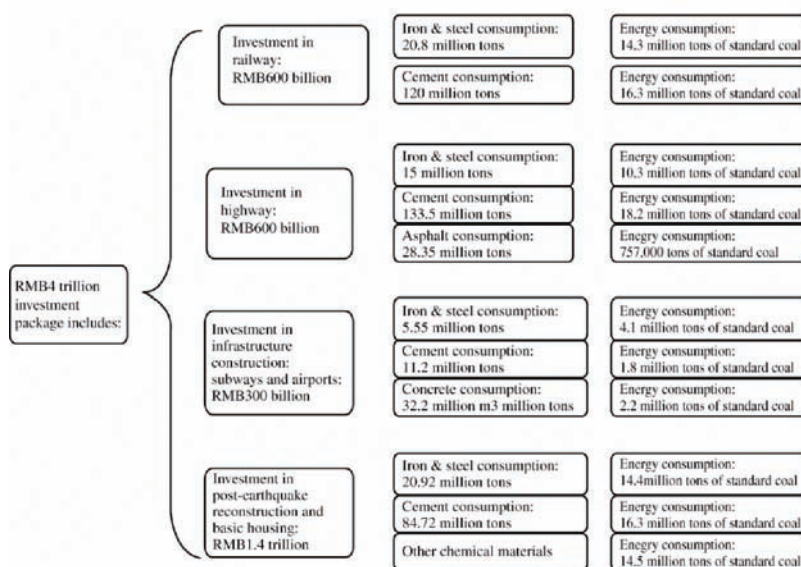 RMB4 trillion
investment
package includes:
Investment in
railway:
RMB600 billion
Iron & steel consumption:
20.8 million tons
Energy consumption:
14.3 million tons of standard coal
Cement consumption:
120 million tons
Energy consumption:
16.3 million tons of standard coal
Investment in
highway:
RMB600 billion
Iron & steel consumption:
15 million tons
Energy consumption:
10.3 million tons of standard coal
Cement consumption:
133.5 million tons
Energy consumption:
18.2 million tons of standard coal
Asphalt consumption:
28.35 million tons
Enegry consumption:
757,000 tons of standard coal
Investment in
infrastructure
construction:
subways and airports:
RMB300 billion
Iron & steel consumption:
5.55 million tons
Energy consumption:
4.1 million tons of standard coal
Cement consumption:
11.2 million tons
Energy consumption:
1.8 million tons of standard coal
Concrete consumption:
32.2 million m3 million tons
Energy consumption:
2.2 million tons of standard coal
Investment in
post-earthquake
reconstruction and
basic housing:
RMB1.4 trillion
Iron & steel consumption:
20.92 million tons
Energy consumption:
14.4million tons of standard coal
Cement consumption:
84.72 million tons
Energy consumption:
16.3 million tons of standard coal
Other chemical materials
Enegry consumption:
14.5 million tons of standard coal